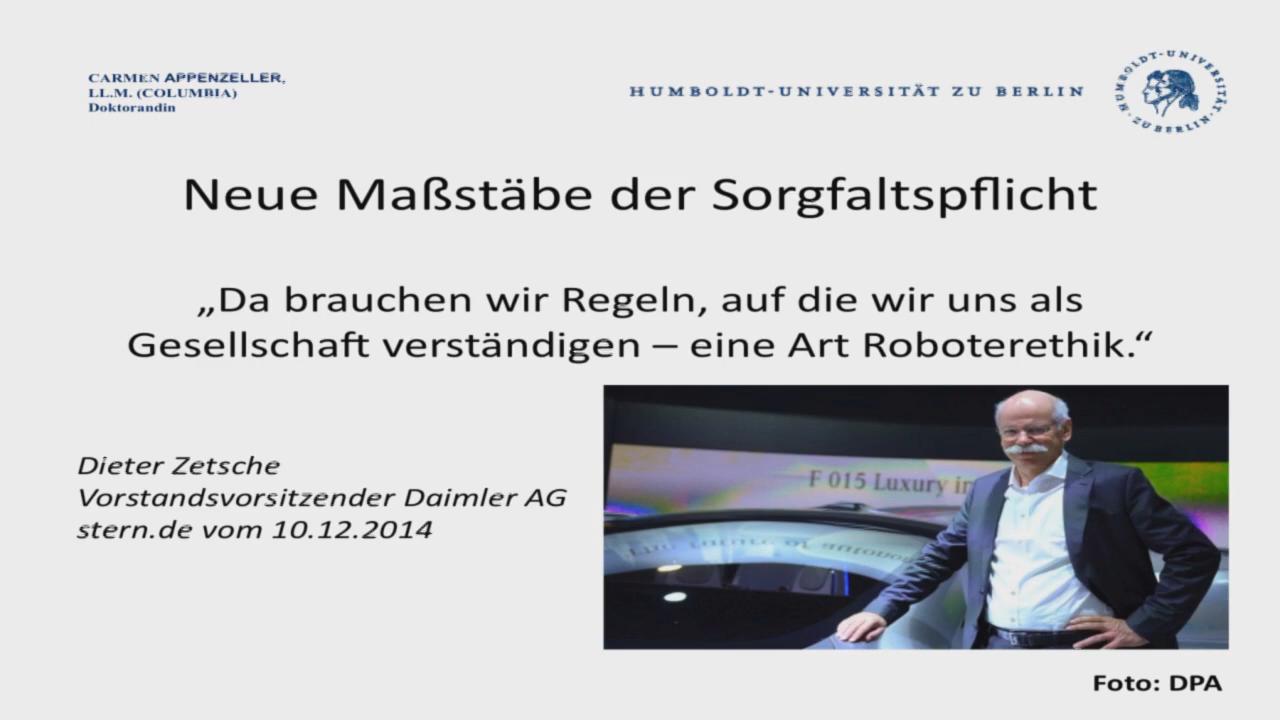 CARMEN APPENZELLER,
LL.M. (COLUMBIA)
Doktorandin
HUMBOLDT-UNIVERSITÄT ZU BERLIN
HUMBOLDT-UNIVERSITÄT
ZU BERLIN
Neue Maßstäbe der Sorgfaltspflicht
„Da brauchen wir Regeln, auf die wir uns als
Gesellschaft verständigen – eine Art Roboterethik.“
Dieter Zetsche
Vorstandsvorsitzender Daimler AG
stern.de vom 10.12.2014
F 015 Luxury in
Foto: DPA